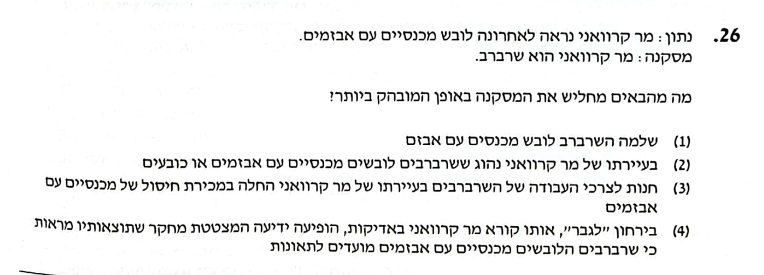 26. נתון: מר קרוואני נראה לאחרונה לובש מכנסיים עם אבזמים.
מסקנה: מר קרוואני הוא שרברב.
מה מהבאים מחליש את המסקנה באופן המובהק ביותר?
(1) שלמה השרברב לובש מכנסים עם אבזם
(2) בעיירתו של מר קרוואני נהוג ששרברבים לובשים מכנסיים עם אבזמים או כובעים
(3) חנות לצרכי העבודה של השרברבים בעיירתו של מר קרוואני החלה במכירת חיסול של מכנסיים עם
אבזמים
(4) בירחון "לגבר", אותו קורא מר קרוואני באדיקות, הופיעה ידיעה המצטטת מחקר שתוצאותיו מראות
כי שרברבים הלובשים מכנסיים עם אבזמים מועדים לתאונות